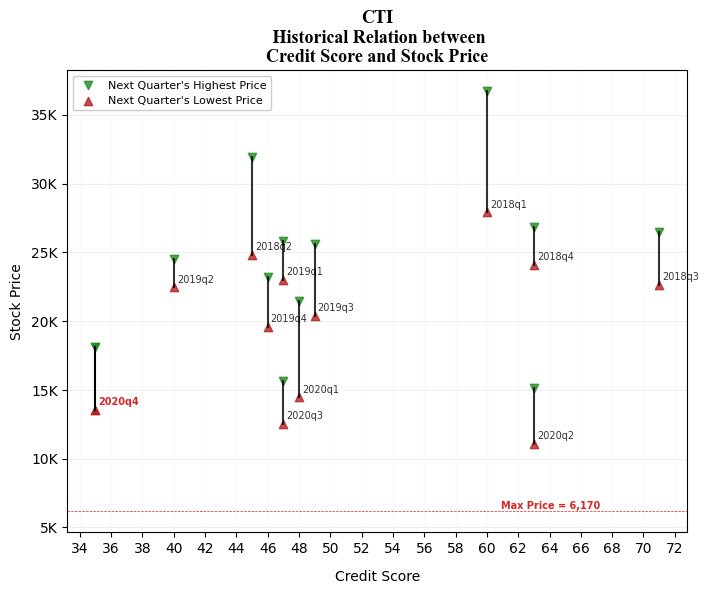 CTI
Historical Relation between
Credit Score and Stock Price
Next Quarter's Highest Price
Next Quarter's Lowest Price
35K
30K
25K
20K
15K
10K
5K
Stock Price
2018q1
2018q2
2018q4
2019q1
2018q3
2019q2
2019q3
2019q4
2020q1
2020q4
2020q3
2020q2
Max Price = 6,170
34 36 38 40 42 44 46 48 50 52 54 56 58 60 62 64 66 68 70 72
Credit Score